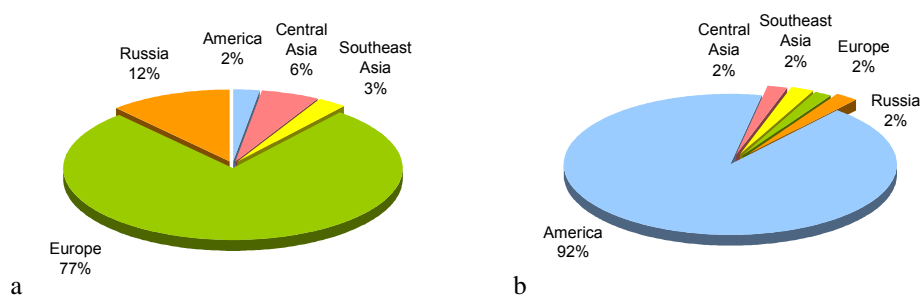 America
2%
Central
Asia
6%
Southeast
Asia
3%
Russia
12%
Europe
77%
a
Central
Asia
2%
Southeast
Asia
2%
Europe
2%
Russia
2%
America
92%
b